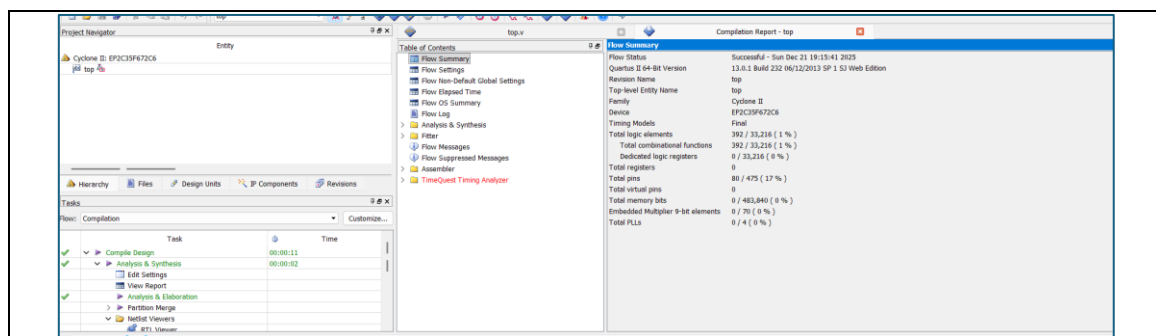 top
Project Navigator
Entity
Cyclone II: EP2C35F672C6
top
Hierarchy Files Design Units IP Components Revisions
Tasks
Flow: Compilation Customize...
Task Time
Compile Design 00:00:11
Analysis & Synthesis 00:00:02
Edit Settings
View Report
Analysis & Elaboration
Partition Merge
Netlist Viewers
RTL Viewer
top.v
Compilation Report - top
Table of Contents
Flow Summary
Flow Settings
Flow Non-Default Global Settings
Flow Elapsed Time
Flow OS Summary
Flow Log
Analysis & Synthesis
Fitter
Flow Messages
Flow Suppressed Messages
Assembler
TimeQuest Timing Analyzer
Flow Summary
Flow Status Successful - Sun Dec 21 19:15:41 2025
Quartus II 64-Bit Version 13.0.1 Build 232 06/12/2013 SP 1 SJ Web Edition
Revision Name top
Top-level Entity Name top
Family Cyclone II
Device EP2C35F672C6
Timing Models Final
Total logic elements 392 / 33,216 ( 1 % )
Total combinational functions 392 / 33,216 ( 1 % )
Dedicated logic registers 0 / 33,216 ( 0 % )
Total registers 0
Total pins 80 / 475 ( 17 % )
Total virtual pins 0
Total memory bits 0 / 483,840 ( 0 % )
Embedded Multiplier 9-bit elements 0 / 70 ( 0 % )
Total PLLs 0 / 4 ( 0 % )